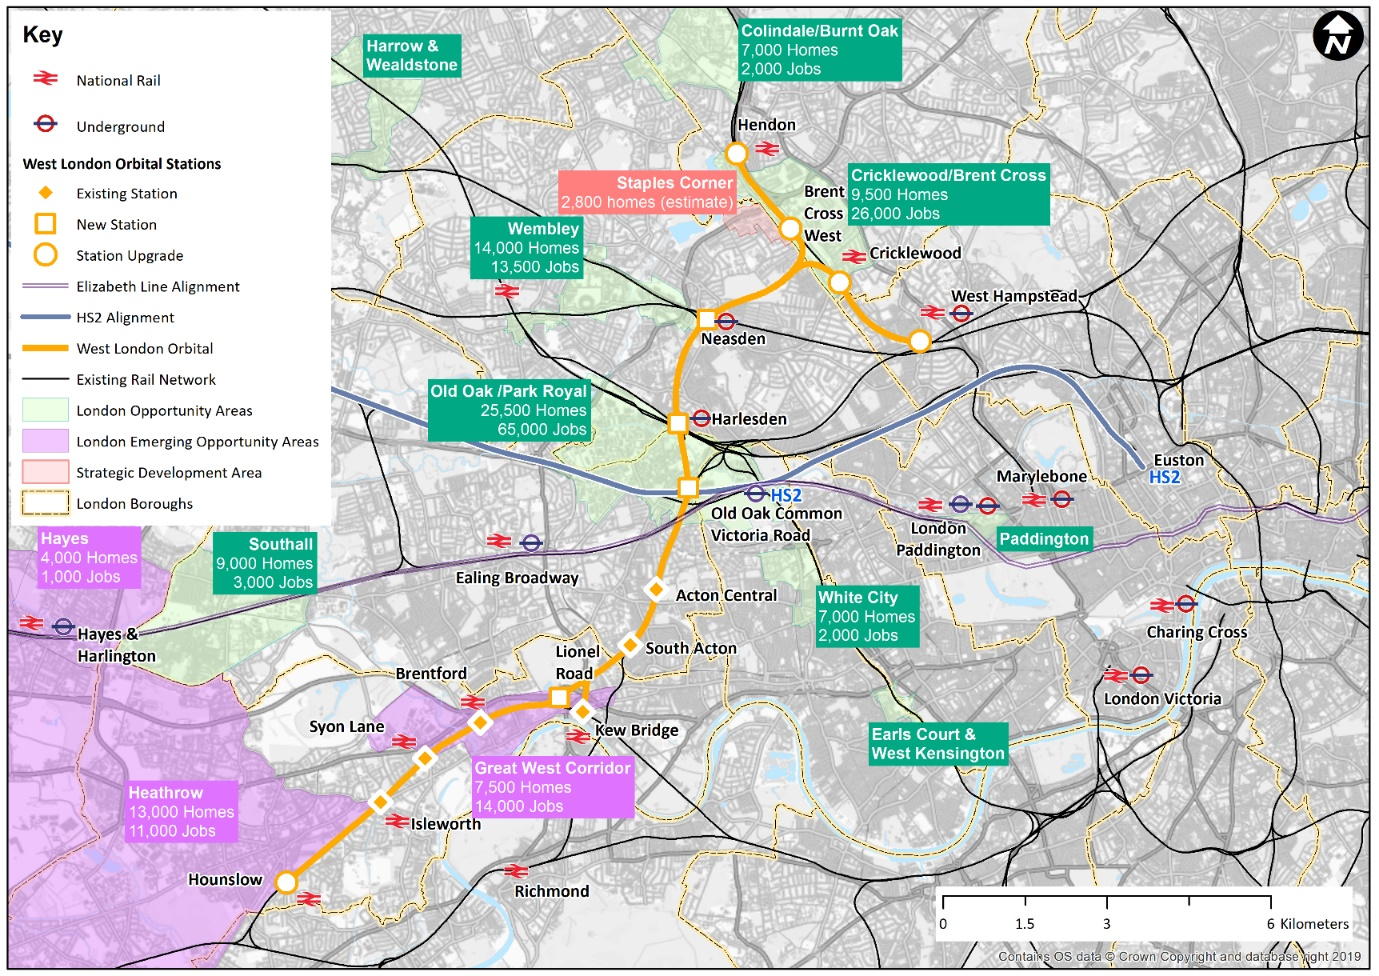 Key
National Rail
Underground
West London Orbital Stations
Existing Station
New Station
Station Upgrade
Elizabeth Line Alignment
HS2 Alignment
West London Orbital
Existing Rail Network
London Opportunity Areas
London Emerging Opportunity Areas
Strategic Development Area
London Boroughs
Harrow &
Wealdstone
Colindale/Burnt Oak
7,000 Homes
2,000 Jobs
N
Hendon
Staples Corner
2,800 homes (estimate)
Brent
Cross
West
Cricklewood/Brent Cross
9,500 Homes
26,000 Jobs
Wembley
14,000 Homes
13,500 Jobs
Cricklewood
West Hampstead
Neasden
Old Oak /Park Royal
25,500 Homes
65,000 Jobs
Harlesden
Euston
HS2
Marylebone
HS2
Old Oak Common
Victoria Road
London
Paddington
Paddington
Hayes
4,000 Homes
1,000 Jobs
Southall
9,000 Homes
3,000 Jobs
Ealing Broadway
Acton Central
White City
7,000 Homes
2,000 Jobs
Hayes &
Harlington
Charing Cross
South Acton
Lionel
Road
Brentford
London Victoria
Syon Lane
Kew Bridge
Earls Court &
West Kensington
Great West Corridor
7,500 Homes
14,000 Jobs
Heathrow
13,000 Homes
11,000 Jobs
Isleworth
Hounslow
Richmond
0 1.5 3 6 Kilometers
Contains OS data © Crown Copyright and database right 2019